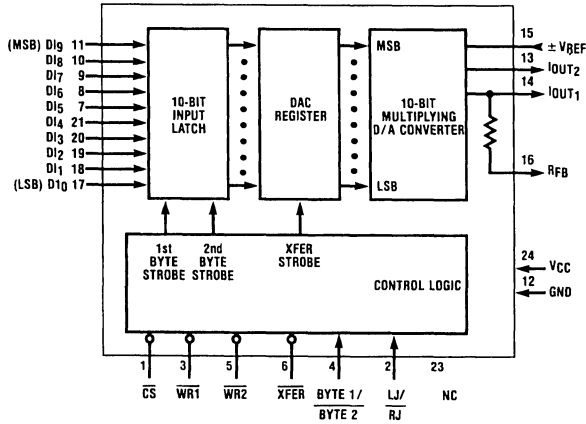 (MSB) DI9 11
DI8 10
DI7 9
DI6 8
DI5 7
DI4 21
DI3 20
DI2 19
DI1 18
(LSB) D10 17
10-BIT
INPUT
LATCH
DAC
REGISTER
MSB
10-BIT
MULTIPLYING
D/A CONVERTER
LSB
15
± VREF
13
IOUT2
14
IOUT1
16
RFB
24
VCC
12
GND
1st
BYTE
STROBE
2nd
BYTE
STROBE
XFER
STROBE
CONTROL LOGIC
1 3 5 6 4 2 23
CS WR1 WR2 XFER BYTE 1/ LJ/ NC
BYTE 2 RJ